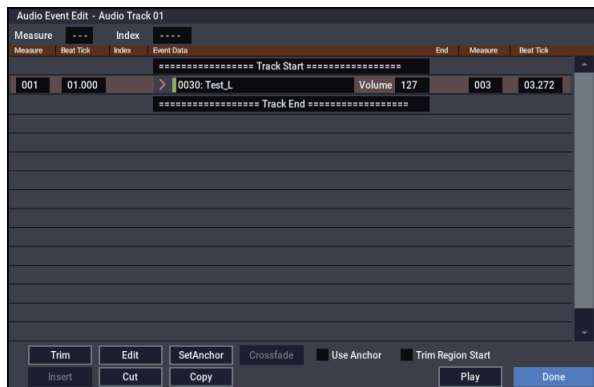 Audio Event Edit - Audio Track 01
Measure --- Index ----
Measure Beat Tick Index Event Data End Measure Beat Tick
================= Track Start =================
001 01.000 0030: Test_L Volume 127 003 03.272
================== Track End ==================
Trim Edit SetAnchor Crossfade Use Anchor Trim Region Start
Insert Cut Copy Play Done